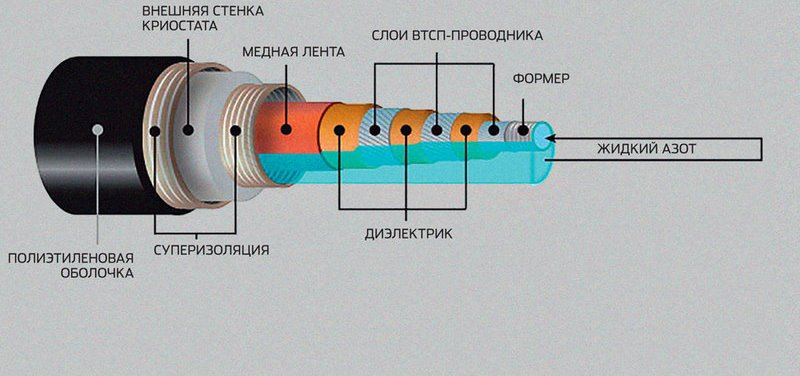 ВНЕШНЯЯ СТЕНКА
КРИОСТАТА
МЕДНАЯ ЛЕНТА
СЛОИ ВТСП-ПРОВОДНИКА
ФОРМЕР
ЖИДКИЙ АЗОТ
ДИЭЛЕКТРИК
СУПЕРИЗОЛЯЦИЯ
ПОЛИЭТИЛЕНОВАЯ
ОБОЛОЧКА